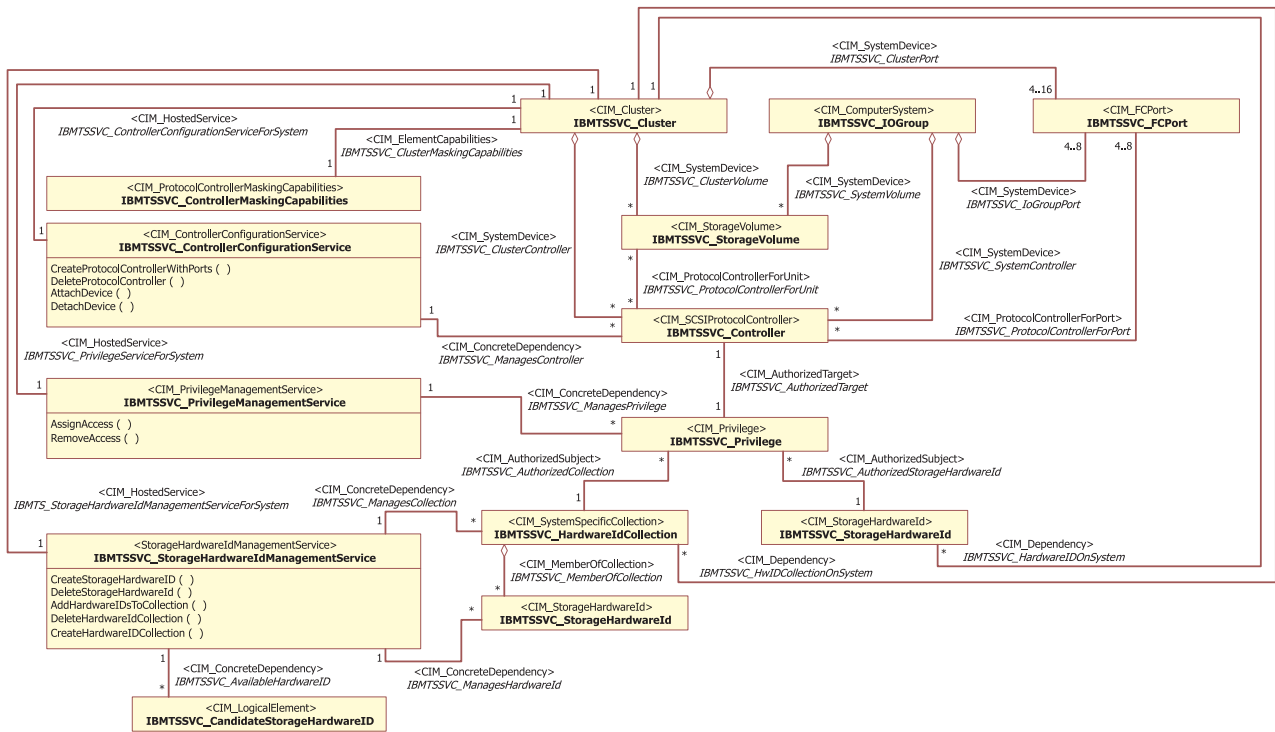 <CIM_SystemDevice>
IBMTSSVC_ClusterPort
1
1
1
1
1
4..16
<CIM_Cluster>
IBMTSSVC_Cluster
<CIM_ComputerSystem>
IBMTSSVC_IOGroup
<CIM_FCPort>
IBMTSSVC_FCPort
<CIM_HostedService>
IBMTSSVC_ControllerConfigurationServiceForSystem
1
<CIM_ElementCapabilities>
IBMTSSVC_ClusterMaskingCapabilities
1
4..8
4..8
<CIM_SystemDevice>
IBMTSSVC_ClusterVolume
<CIM_SystemDevice>
IBMTSSVC_SystemVolume
<CIM_SystemDevice>
IBMTSSVC_IoGroupPort
<CIM_ProtocolControllerMaskingCapabilities>
IBMTSSVC_ControllerMaskingCapabilities
*
*
<CIM_StorageVolume>
IBMTSSVC_StorageVolume
1
<CIM_ControllerConfigurationService>
IBMTSSVC_ControllerConfigurationService
CreateProtocolControllerWithPorts ( )
DeleteProtocolController ( )
AttachDevice ( )
DetachDevice ( )
<CIM_SystemDevice>
IBMTSSVC_ClusterController
<CIM_SystemDevice>
IBMTSSVC_SystemController
*
<CIM_ProtocolControllerForUnit>
IBMTSSVC_ProtocolControllerForUnit
*
*
*
<CIM_SCSIProtocolController>
IBMTSSVC_Controller
*
*
<CIM_ProtocolControllerForPort>
IBMTSSVC_ProtocolControllerForPort
1
<CIM_ConcreteDependency>
IBMTSSVC_ManagesController
<CIM_HostedService>
IBMTSSVC_PrivilegeServiceForSystem
1
<CIM_AuthorizedTarget>
IBMTSSVC_AuthorizedTarget
1
1
<CIM_PrivilegeManagementService>
IBMTSSVC_PrivilegeManagementService
AssignAccess ( )
RemoveAccess ( )
1
<CIM_ConcreteDependency>
IBMTSSVC_ManagesPrivilege
*
<CIM_Privilege>
IBMTSSVC_Privilege
*
*
<CIM_AuthorizedSubject>
IBMTSSVC_AuthorizedCollection
<CIM_AuthorizedSubject>
IBMTSSVC_AuthorizedStorageHardwareId
1
1
<CIM_HostedService>
IBMTS_StorageHardwareIdManagementServiceForSystem
<CIM_ConcreteDependency>
IBMTSSVC_ManagesCollection
1
*
<CIM_SystemSpecificCollection>
IBMTSSVC_HardwareIdCollection
<CIM_StorageHardwareId>
IBMTSSVC_StorageHardwareId
*
*
<CIM_Dependency>
IBMTSSVC_HardwareIDOnSystem
<CIM_Dependency>
IBMTSSVC_HwIDCollectionOnSystem
1
<StorageHardwareIdManagementService>
IBMTSSVC_StorageHardwareIdManagementService
CreateStorageHardwareID ( )
DeleteStorageHardwareId ( )
AddHardwareIDsToCollection ( )
DeleteHardwareIdCollection ( )
CreateHardwareIDCollection ( )
<CIM_MemberOfCollection>
IBMTSSVC_MemberOfCollection
*
*
<CIM_StorageHardwareId>
IBMTSSVC_StorageHardwareId
1
1
<CIM_ConcreteDependency>
IBMTSSVC_AvailableHardwareID
*
<CIM_ConcreteDependency>
IBMTSSVC_ManagesHardwareId
<CIM_LogicalElement>
IBMTSSVC_CandidateStorageHardwareID